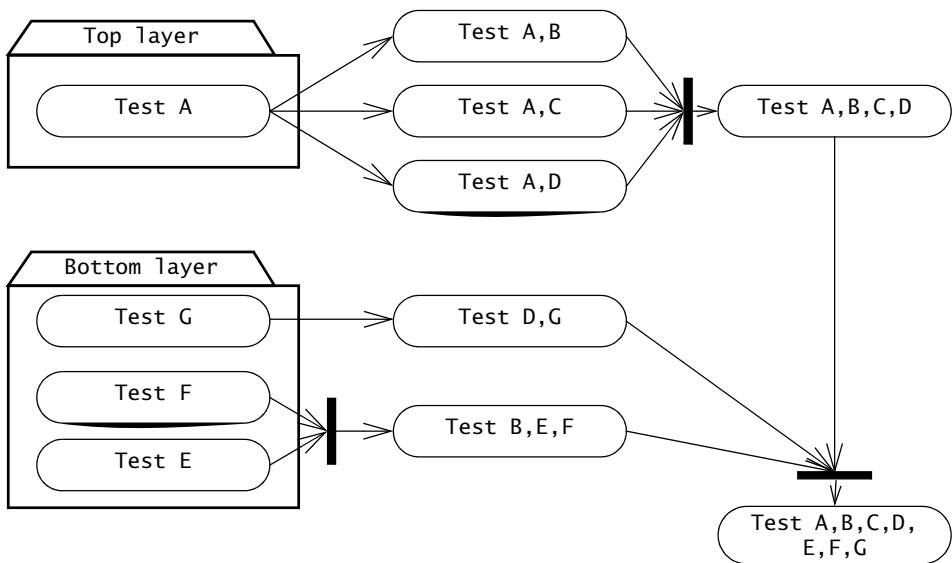 Top layer
Test A
Test A,B
Test A,C
Test A,D
Test A,B,C,D
Bottom layer
Test G
Test F
Test E
Test D,G
Test B,E,F
Test A,B,C,D,
E,F,G